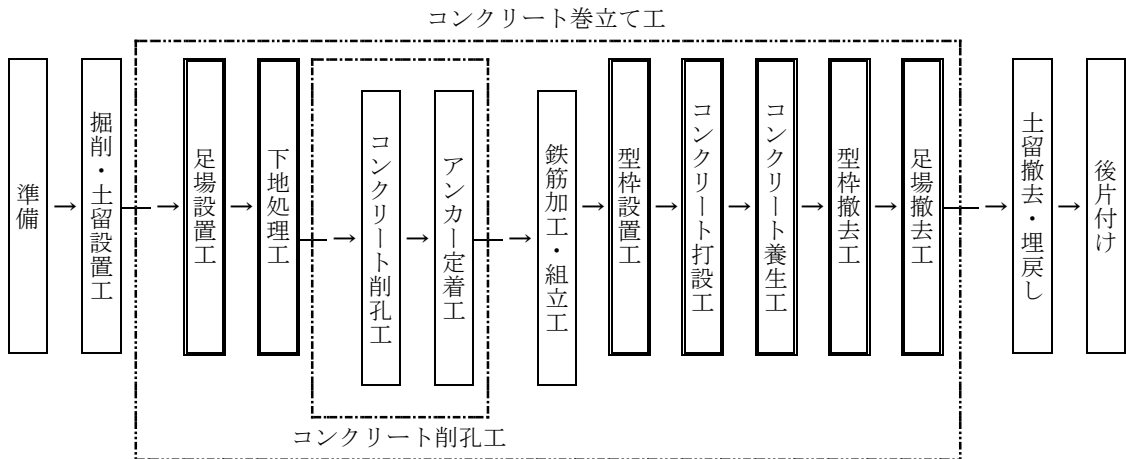 コンクリート巻立て工
準備
→
掘削・土留設置工
→
足場設置工
→
下地処理工
→
コンクリート削孔工
→
アンカー定着工
→
鉄筋加工・組立工
→
型枠設置工
→
コンクリート打設工
→
コンクリート養生工
→
型枠撤去工
→
足場撤去工
→
土留撤去・埋戻し
→
後片付け
コンクリート削孔工